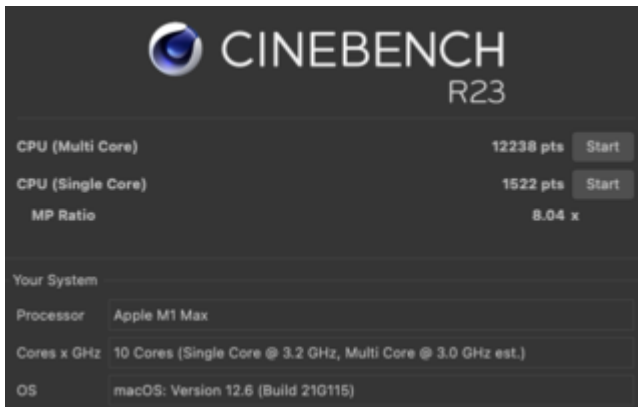 CINEBENCH
R23
CPU (Multi Core) 12238 pts Start
CPU (Single Core) 1522 pts Start
MP Ratio 8.04 x
Your System
Processor Apple M1 Max
Cores x GHz 10 Cores (Single Core @ 3.2 GHz, Multi Core @ 3.0 GHz est.)
OS macOS: Version 12.6 (Build 21G115)